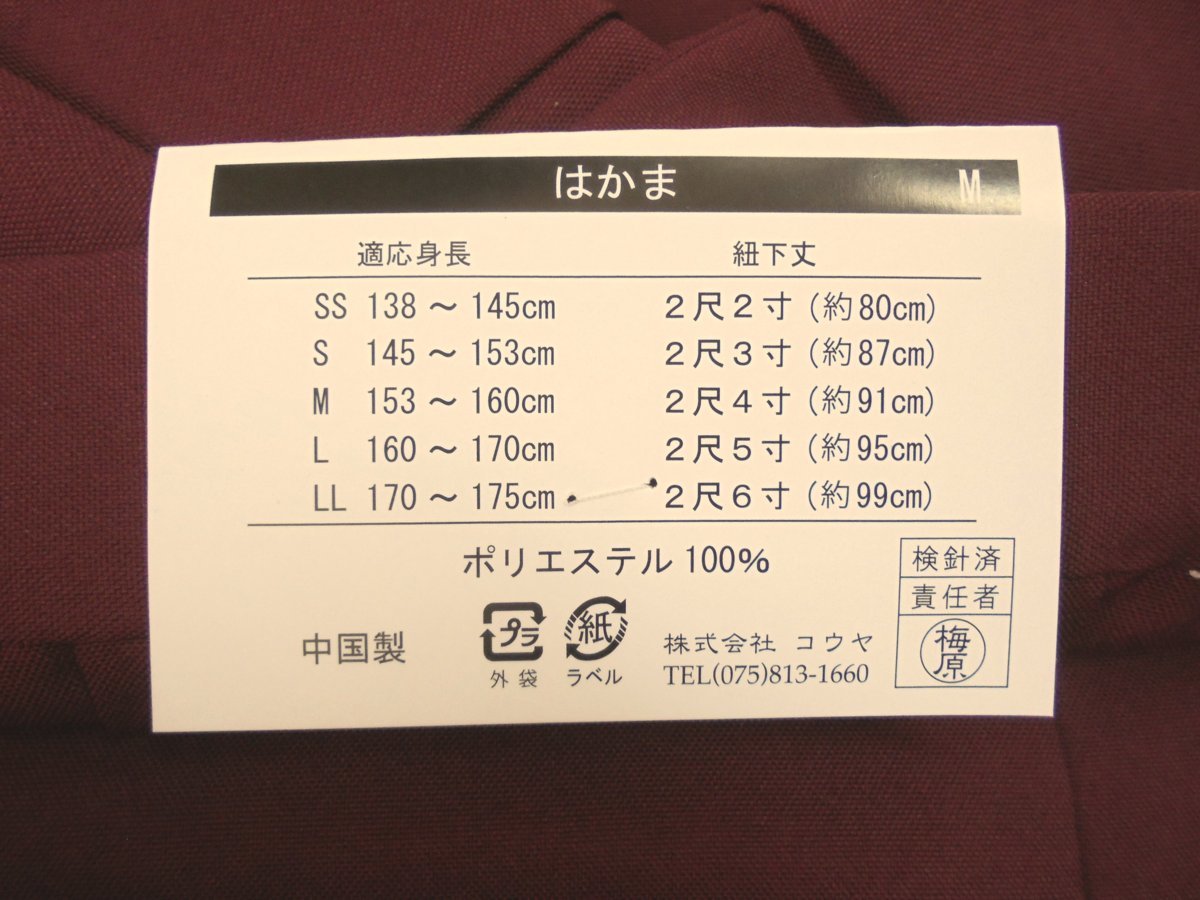 はかま M
適応身長 紐下丈
SS 138 ～ 145cm 2尺2寸 (約80cm)
S 145 ～ 153cm 2尺3寸 (約87cm)
M 153 ～ 160cm 2尺4寸 (約91cm)
L 160 ～ 170cm 2尺5寸 (約95cm)
LL 170 ～ 175cm 2尺6寸 (約99cm)
ポリエステル 100%
検針済
責任者
梅原
中国製
プラ
外袋
紙
ラベル
株式会社 コウヤ
TEL(075)813-1660